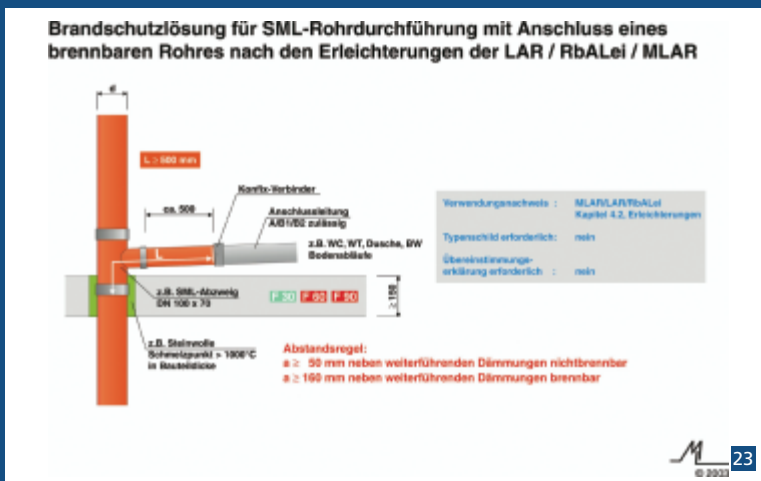 Brandschutzlösung für SML-Rohrdurchführung mit Anschluss eines
brennbaren Rohres nach den Erleichterungen der LAR / RbALei / MLAR
d
L > 500 mm
Konfix-Verbinder
ca. 500
Anschlussleitung
A/B1/B2 zulässig
z.B. WC, WT, Dusche, BW
Bodenabläufe
L
z.B. SML-Abzweig
DN 100 x 70
F 30 F 60 F 90
≥ 150
z.B. Steinwolle
Schmelzpunkt > 1000°C
in Bauteildicke
Verwendungsnachweis : MLAR/LAR/RbALei
Kapitel 4.2, Erleichterungen
Typenschild erforderlich: nein
Übereinstimmungs-
erklärung erforderlich : nein
Abstandsregel:
a ≥ 50 mm neben weiterführenden Dämmungen nichtbrennbar
a ≥ 160 mm neben weiterführenden Dämmungen brennbar
23
© 2003